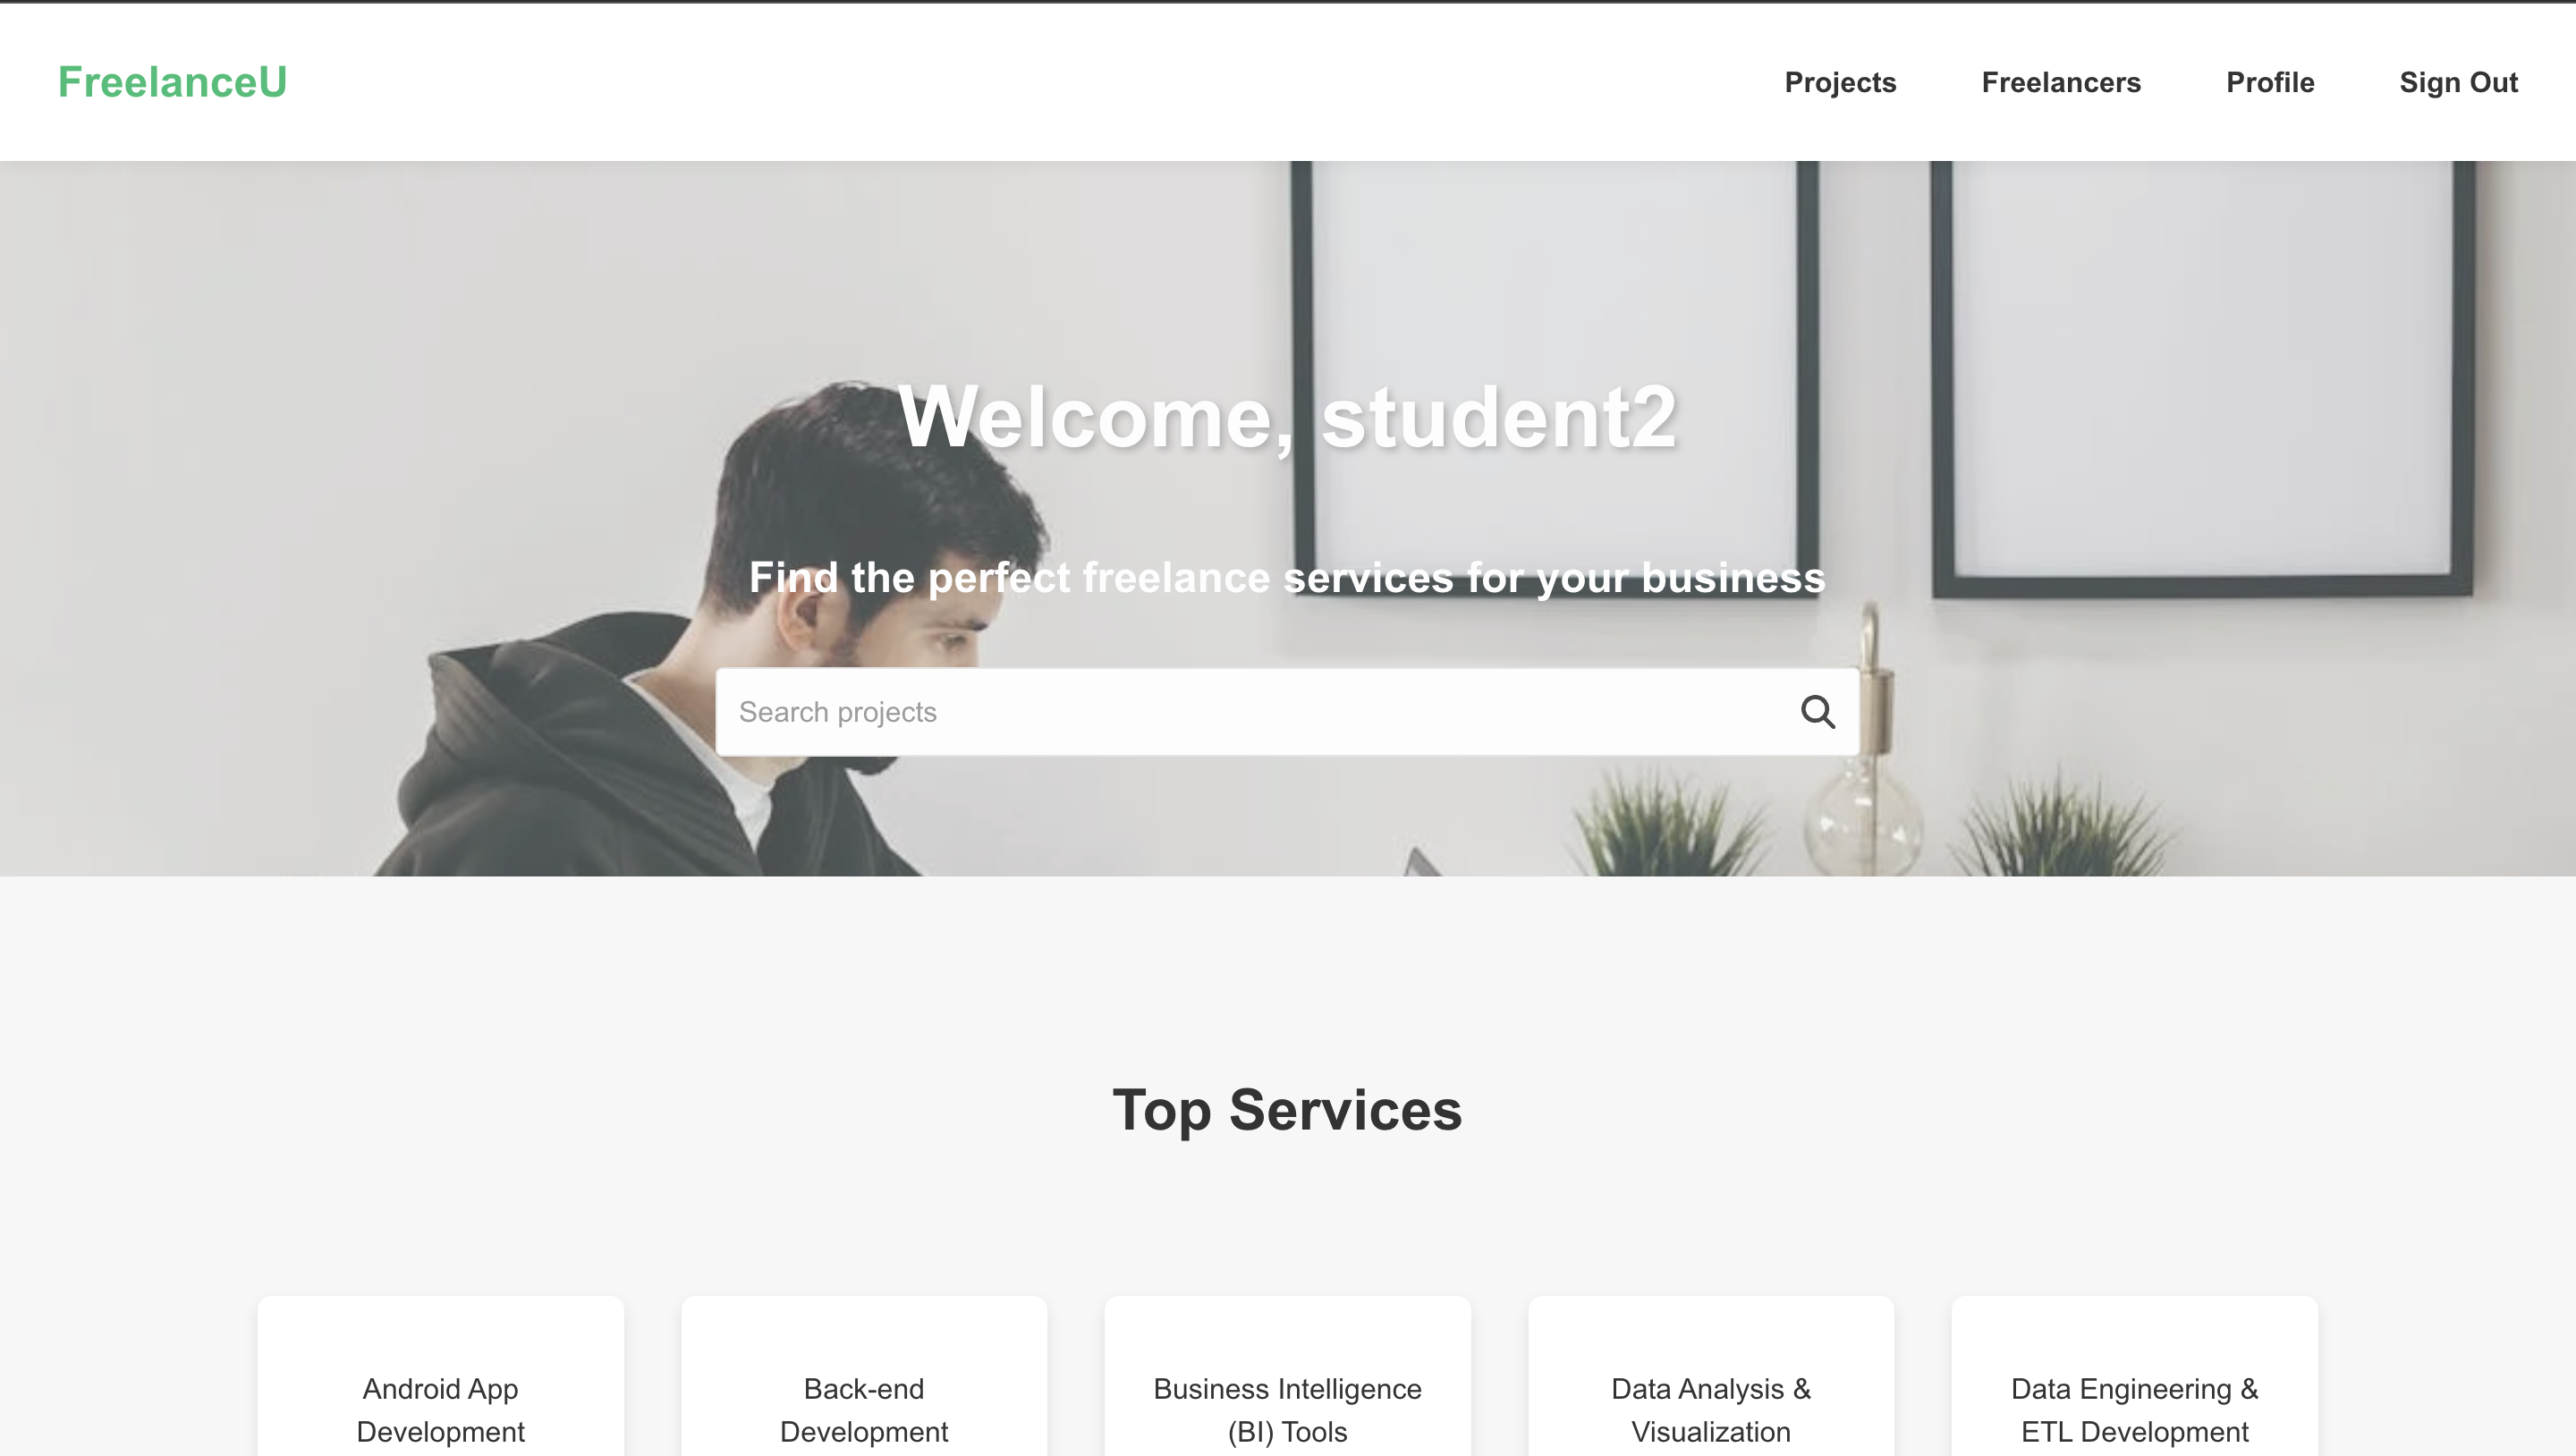 FreelanceU
Projects Freelancers Profile Sign Out
Welcome, student2
Find the perfect freelance services for your business
Search projects
Top Services
Android App
Development
Back-end
Development
Business Intelligence
(BI) Tools
Data Analysis &
Visualization
Data Engineering &
ETL Development